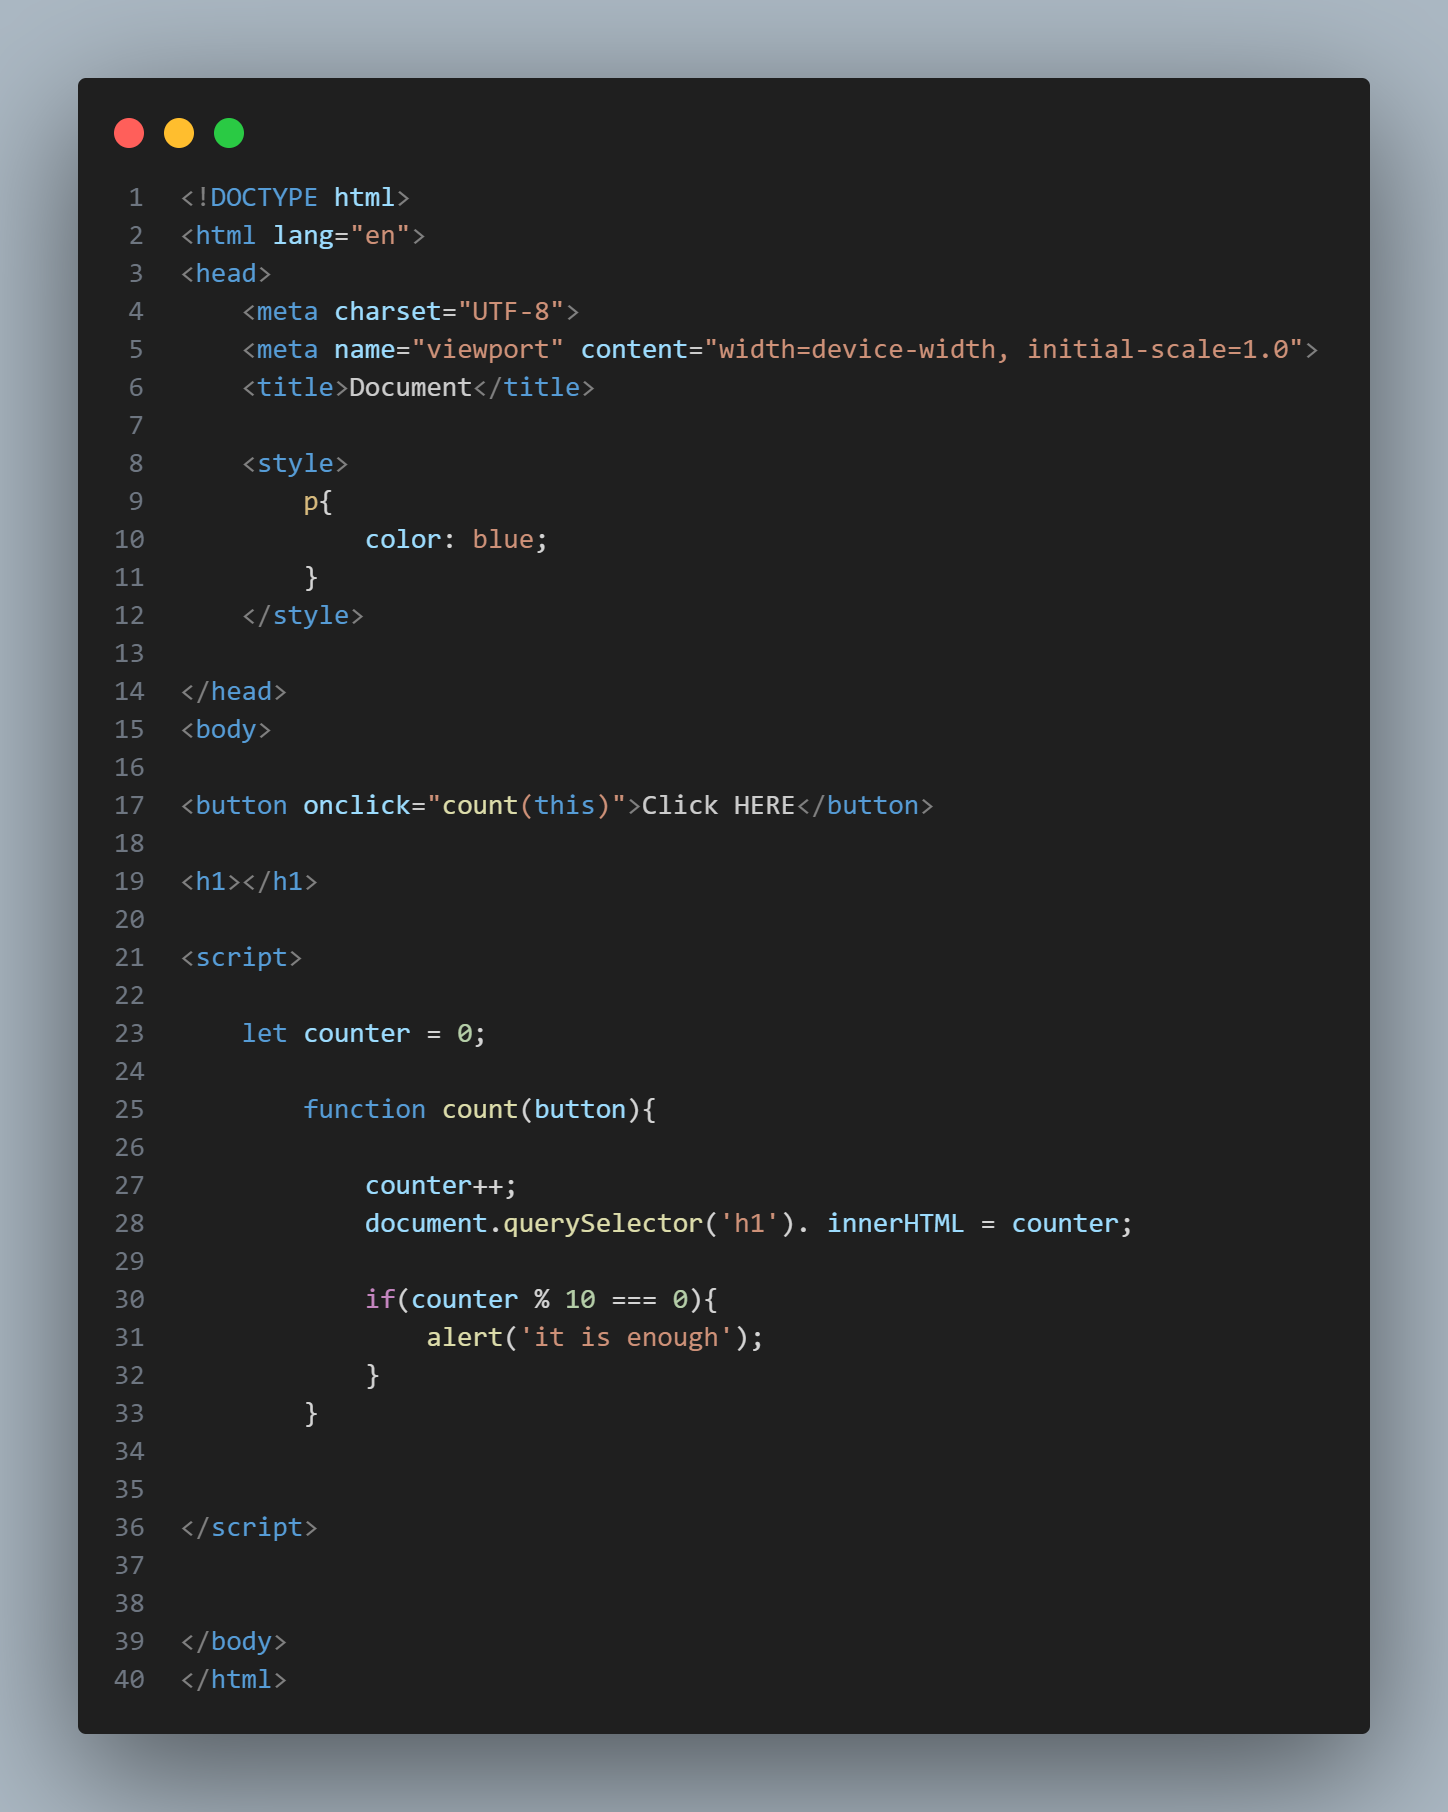 1 <!DOCTYPE html>
2 <html lang="en">
3 <head>
4     <meta charset="UTF-8">
5     <meta name="viewport" content="width=device-width, initial-scale=1.0">
6     <title>Document</title>
7
8     <style>
9         p{
10             color: blue;
11         }
12     </style>
13
14 </head>
15 <body>
16
17 <button onclick="count(this)">Click HERE</button>
18
19 <h1></h1>
20
21 <script>
22
23     let counter = 0;
24
25         function count(button){
26
27             counter++;
28             document.querySelector('h1'). innerHTML = counter;
29
30             if(counter % 10 === 0){
31                 alert('it is enough');
32             }
33         }
34
35
36 </script>
37
38
39 </body>
40 </html>